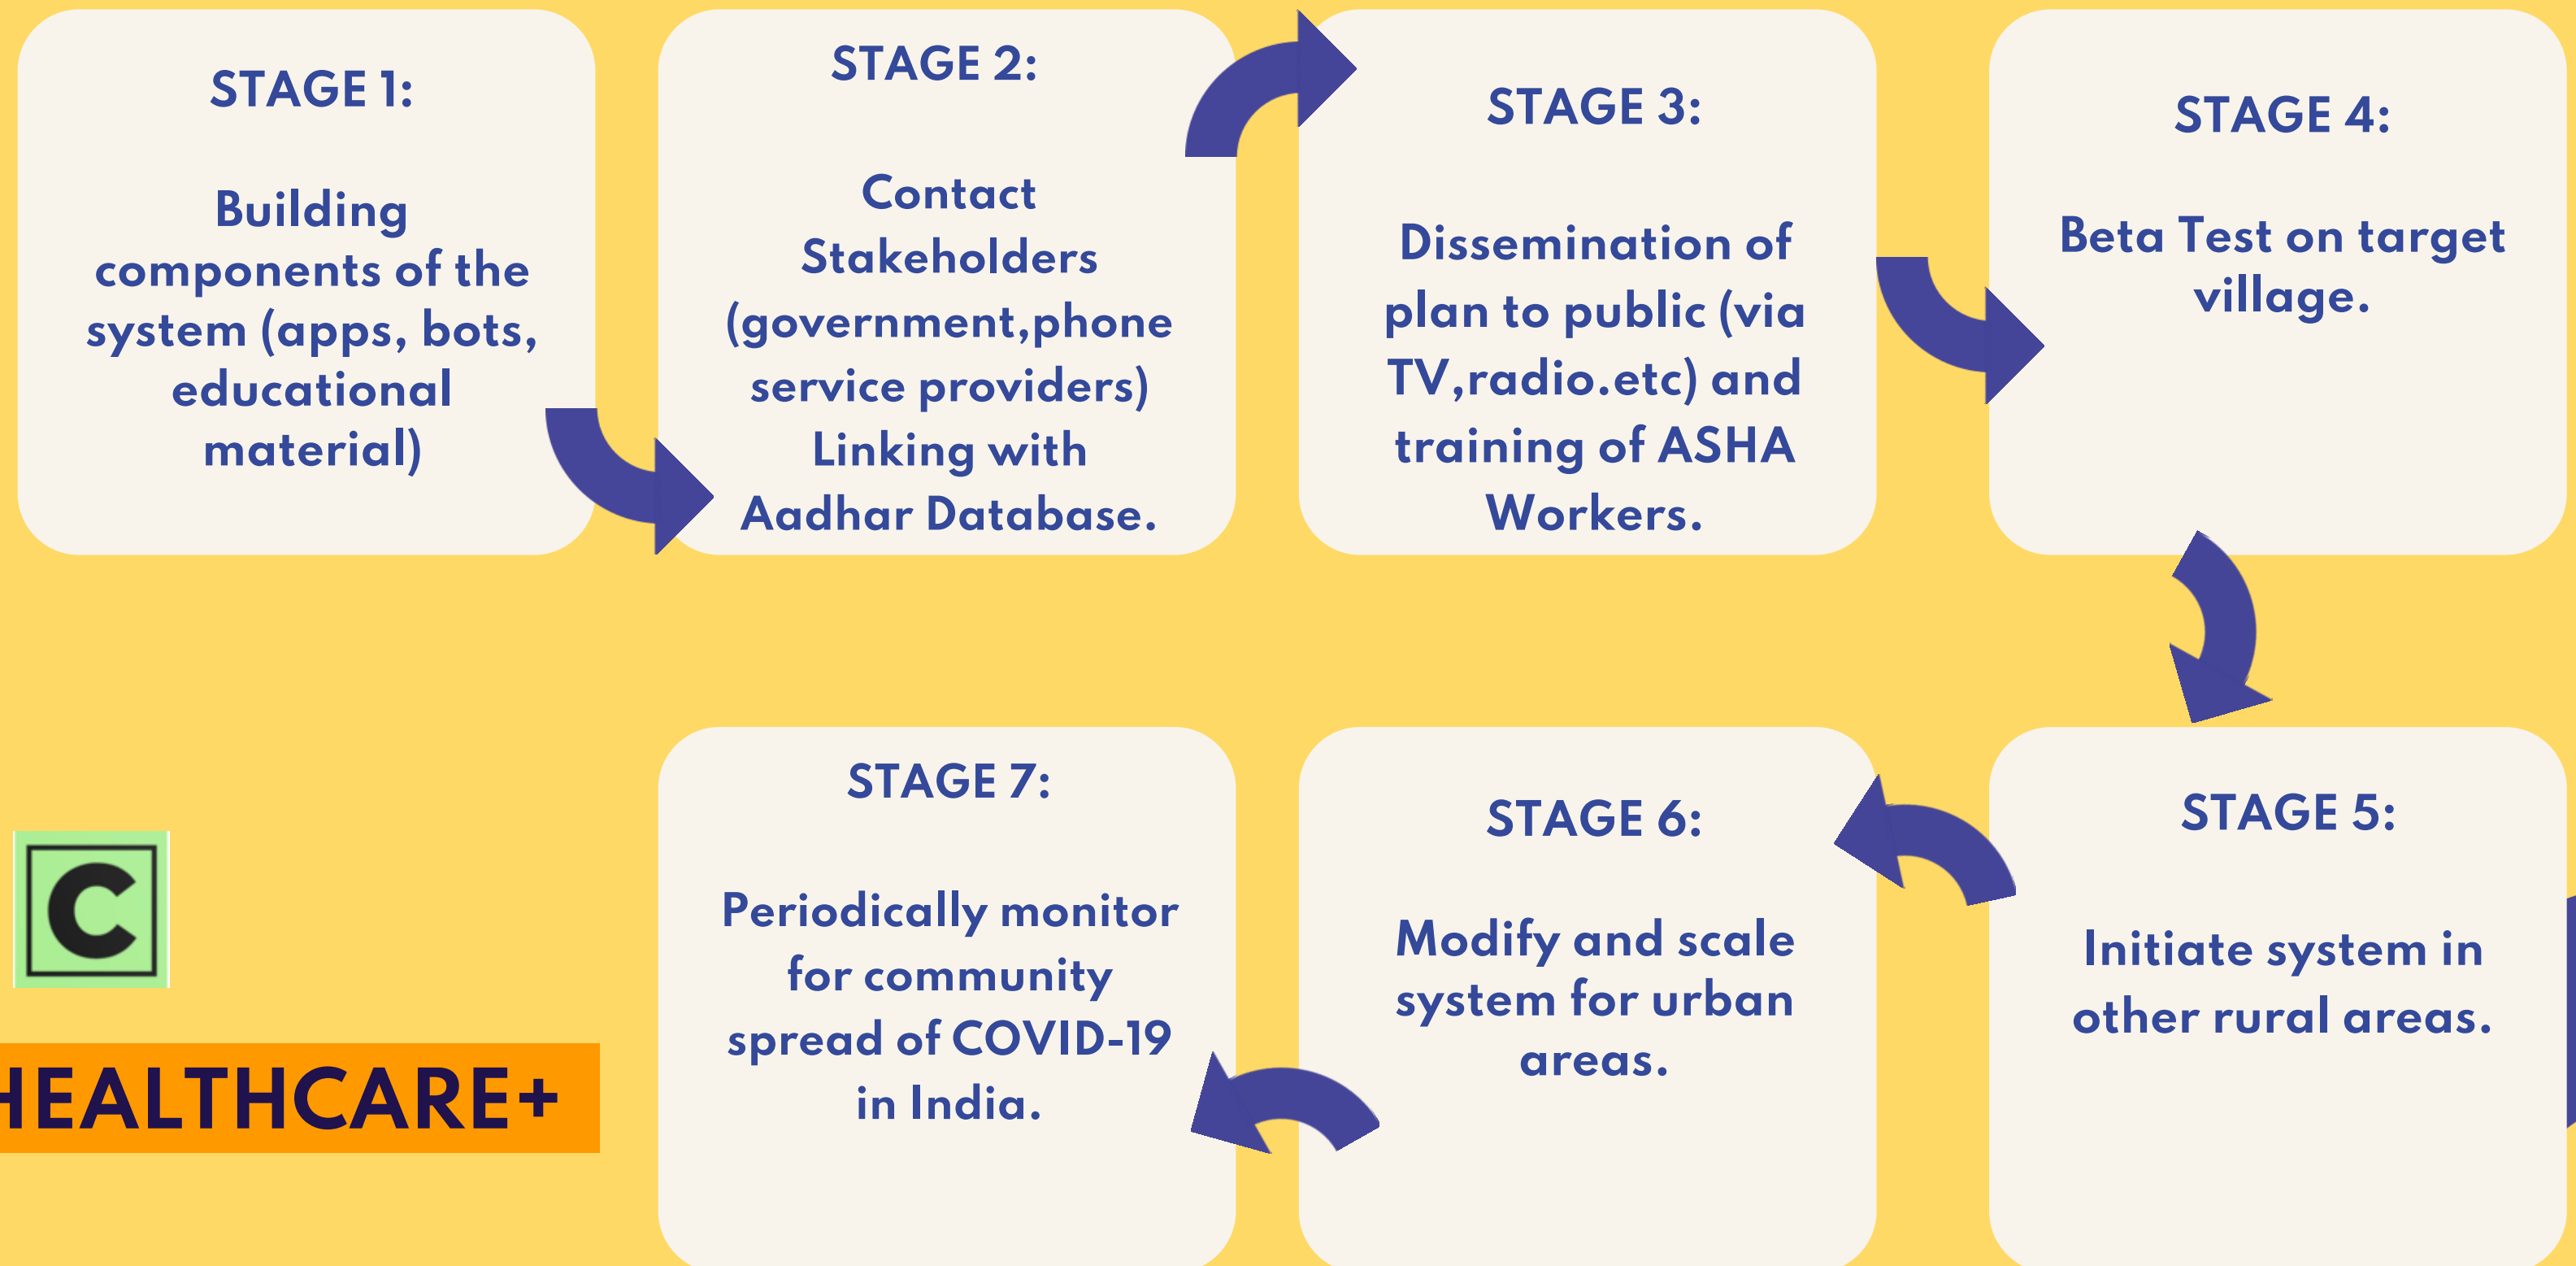 STAGE 1:
Building
components of the
system (apps, bots,
educational
material)
STAGE 2:
Contact
Stakeholders
(government,phone
service providers)
Linking with
Aadhar Database.
STAGE 3:
Dissemination of
plan to public (via
TV,radio.etc) and
training of ASHA
Workers.
STAGE 4:
Beta Test on target
village.
STAGE 5:
Initiate system in
other rural areas.
STAGE 6:
Modify and scale
system for urban
areas.
STAGE 7:
Periodically monitor
for community
spread of COVID-19
in India.
C
HEALTHCARE+